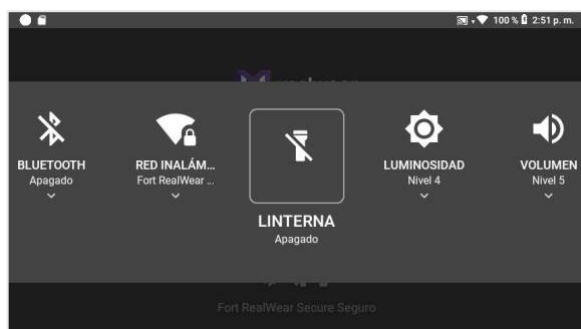 100 % 2:51 p. m.
BLUETOOTH
Apagado
RED INALÁM...
Fort RealWear ...
LINTERNA
Apagado
LUMINOSIDAD
Nivel 4
VOLUMEN
Nivel 5
Fort RealWear Secure Seguro